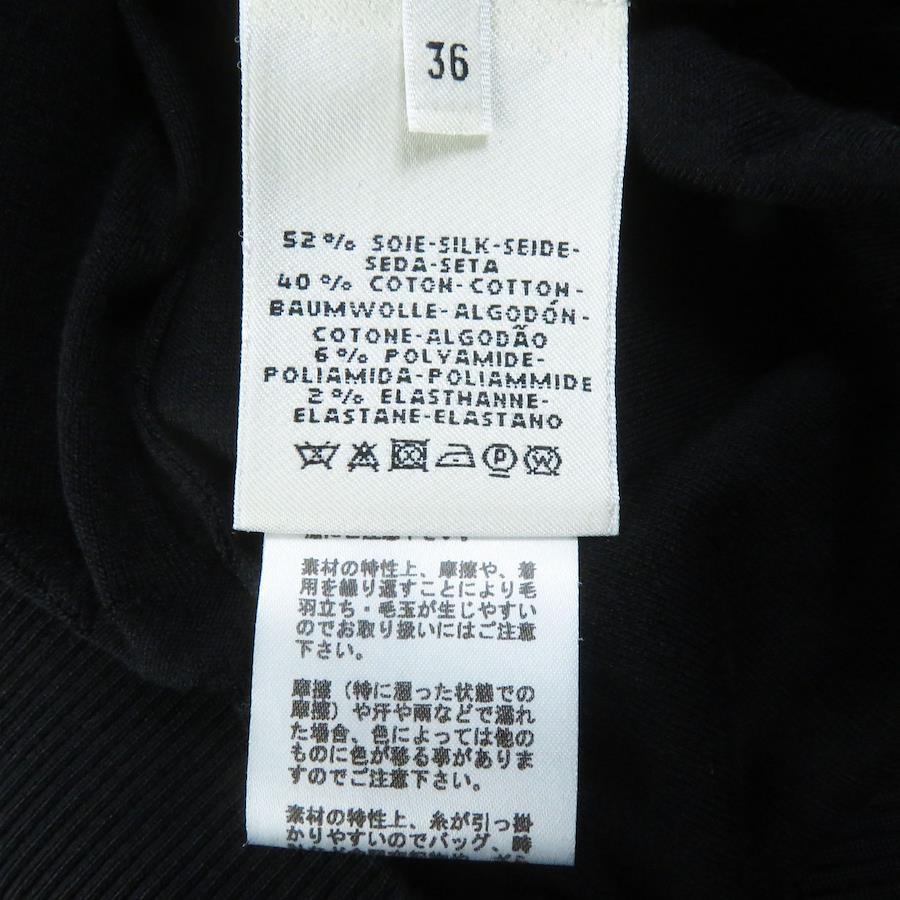 36
52% SOIE-SILK-SEIDE-
SEDA-SETA
40% COTON-COTTON-
BAUMWOLLE-ALGODÓN-
COTONE-ALGODÃO
6% POLYAMIDE-
POLIAMIDA-POLIAMMIDE
2% ELASTHANNE-
ELASTANE-ELASTANO
P W
素材の特性上、摩擦や、着
用を繰り返すことにより毛
羽立ち・毛玉が生じやすい
のでお取り扱いにはご注意
下さい。
摩擦(特に湿った状態での
摩擦)や汗や雨などで濡れ
た場合、色によっては他の
ものに色が移る事がありま
すのでご注意下さい。
素材の特性上、糸が引っ掛
かりやすいのでバッグ、時